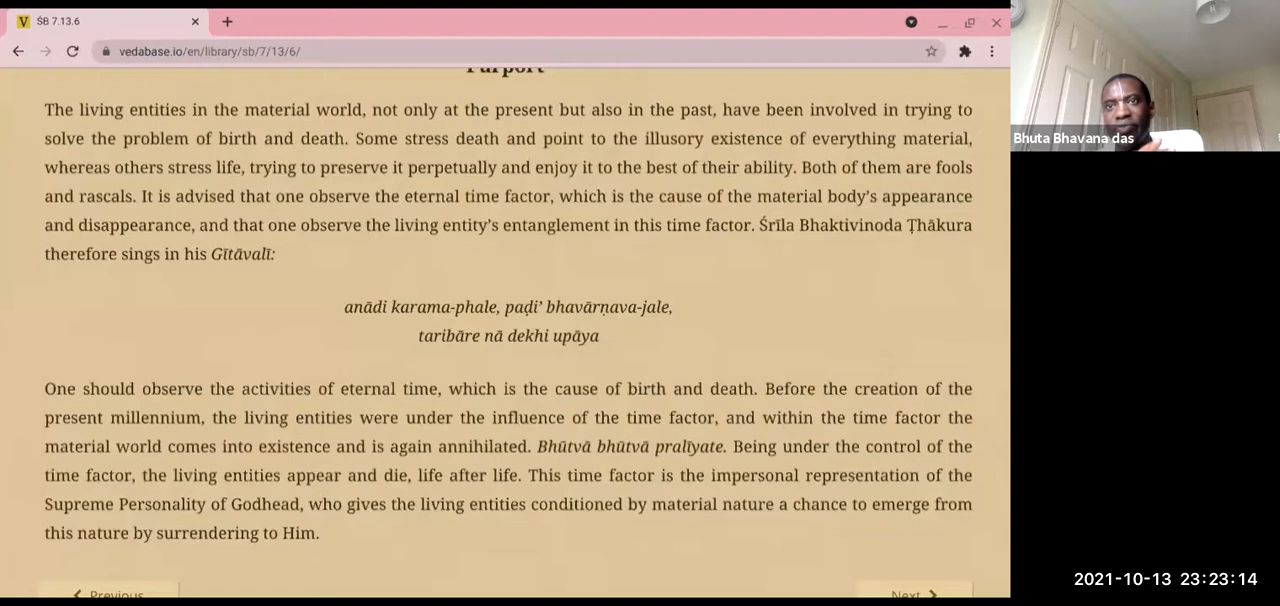 SB 7.13.6
vedabase.io/en/library/sb/7/13/6/
Purport
The living entities in the material world, not only at the present but also in the past, have been involved in trying to
solve the problem of birth and death. Some stress death and point to the illusory existence of everything material,
whereas others stress life, trying to preserve it perpetually and enjoy it to the best of their ability. Both of them are fools
and rascals. It is advised that one observe the eternal time factor, which is the cause of the material body’s appearance
and disappearance, and that one observe the living entity’s entanglement in this time factor. Śrīla Bhaktivinoda Ṭhākura
therefore sings in his Gītāvalī:
anādi karama-phale, paḍi’ bhavārṇava-jale,
taribāre nā dekhi upāya
One should observe the activities of eternal time, which is the cause of birth and death. Before the creation of the
present millennium, the living entities were under the influence of the time factor, and within the time factor the
material world comes into existence and is again annihilated. Bhūtvā bhūtvā pralīyate. Being under the control of the
time factor, the living entities appear and die, life after life. This time factor is the impersonal representation of the
Supreme Personality of Godhead, who gives the living entities conditioned by material nature a chance to emerge from
this nature by surrendering to Him.
Previous
Next
Bhuta Bhavana das
2021-10-13 23:23:14